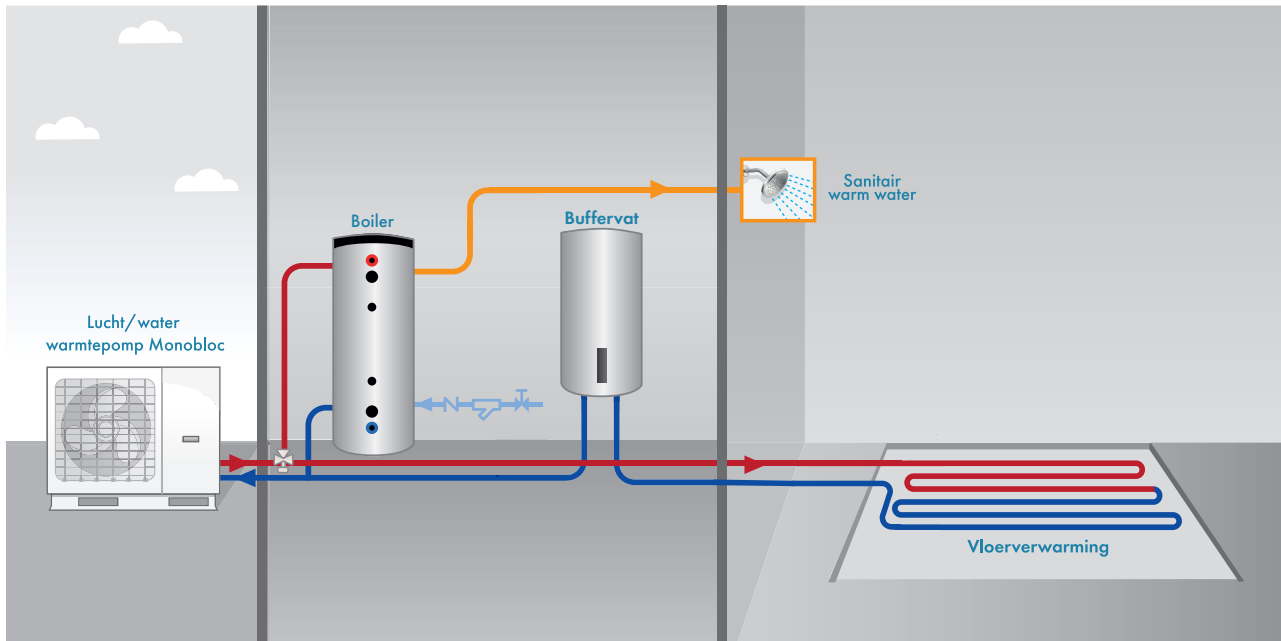 Sanitair
warm water
Boiler
Buffervat
Lucht/water
warmtepomp Monobloc
Vloerverwarming